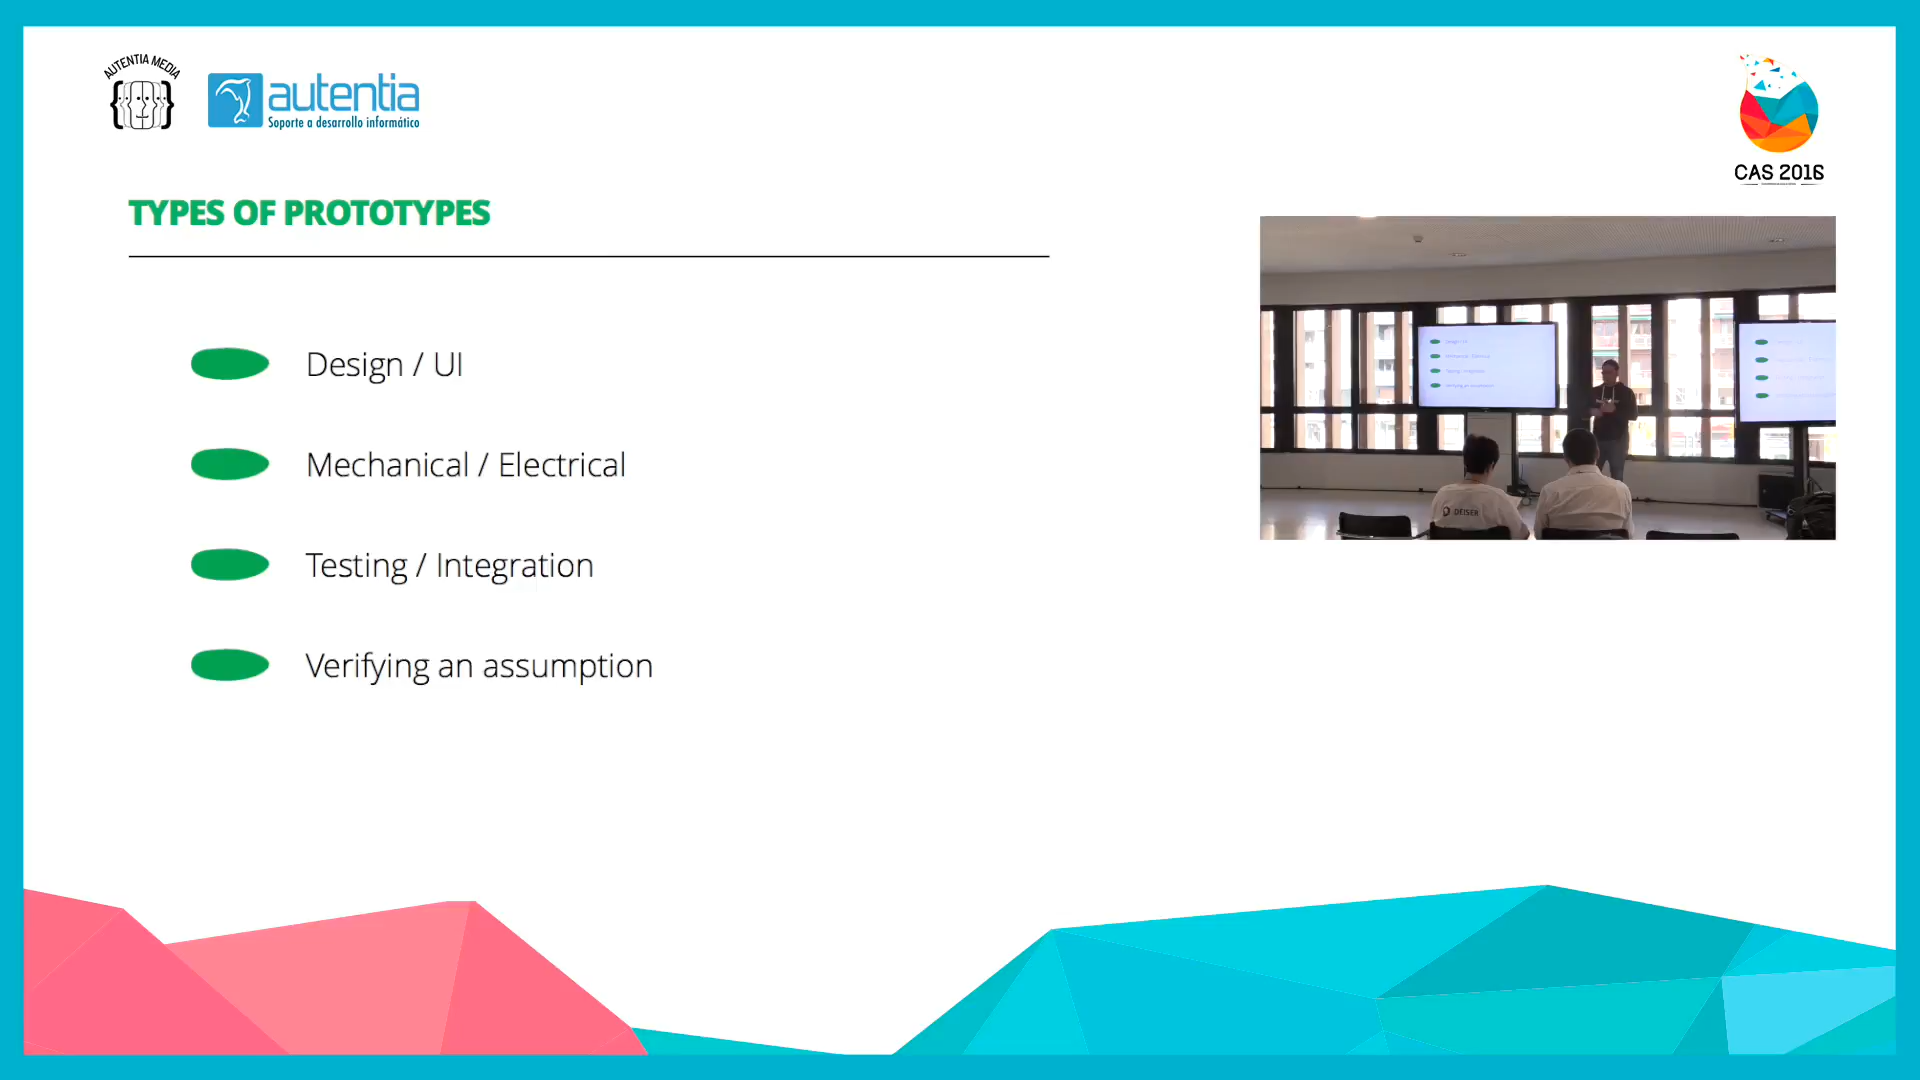 AUTENTIA MEDIA
autentia
Soporte a desarrollo informático
CAS 2016
TYPES OF PROTOTYPES
Design / UI
Mechanical / Electrical
Testing / Integration
Verifying an assumption
DEISER